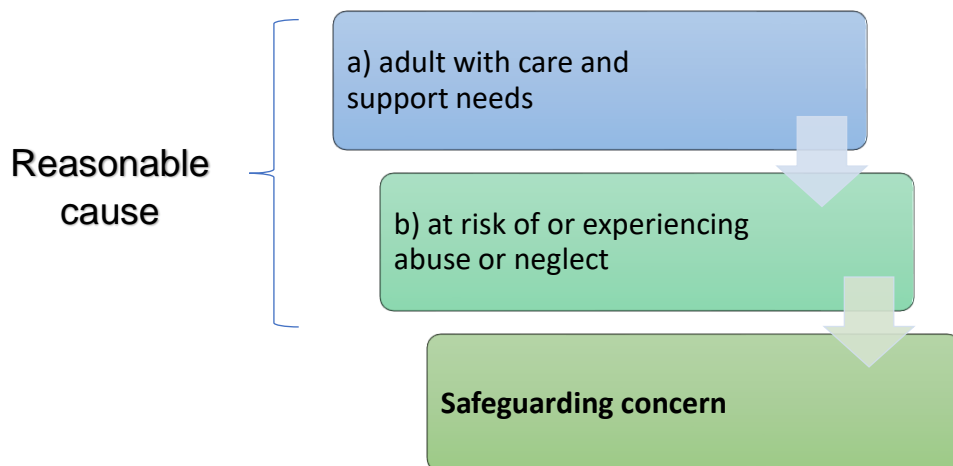 Reasonable
cause
a) adult with care and
support needs
b) at risk of or experiencing
abuse or neglect
Safeguarding concern